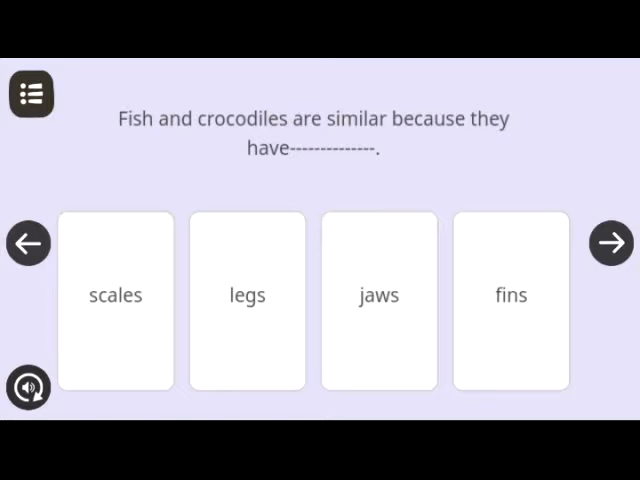 Fish and crocodiles are similar because they
have--------------.
scales
legs
jaws
fins